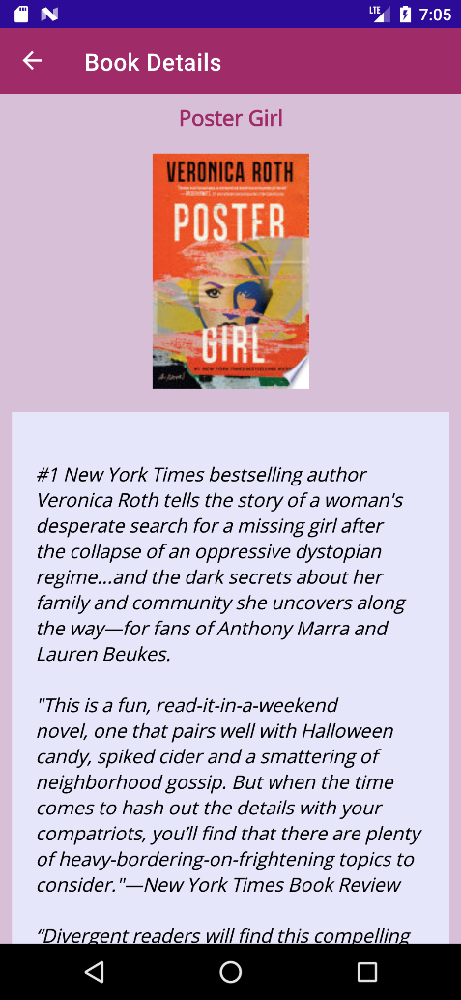 LTE
7:05
Book Details
Poster Girl
VERONICA ROTH
POSTER
GIRL
#1 NEW YORK TIMES BESTSELLING
a novel
#1 New York Times bestselling author
Veronica Roth tells the story of a woman's
desperate search for a missing girl after
the collapse of an oppressive dystopian
regime...and the dark secrets about her
family and community she uncovers along
the way—for fans of Anthony Marra and
Lauren Beukes.
"This is a fun, read-it-in-a-weekend
novel, one that pairs well with Halloween
candy, spiked cider and a smattering of
neighborhood gossip. But when the time
comes to hash out the details with your
compatriots, you’ll find that there are plenty
of heavy-bordering-on-frightening topics to
consider."—New York Times Book Review
“Divergent readers will find this compelling